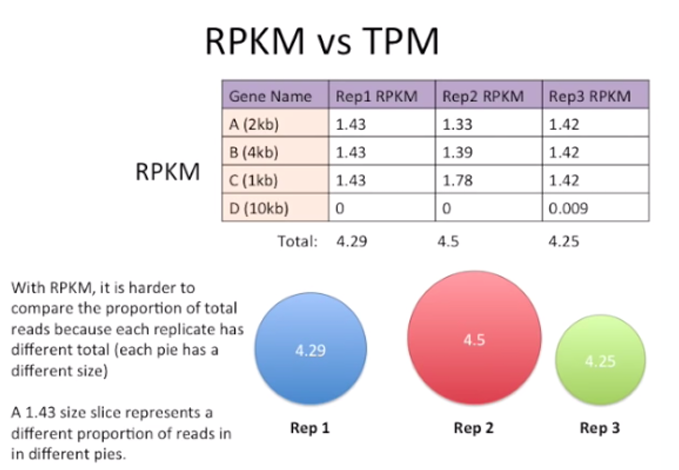 RPKM vs TPM
Gene Name Rep1 RPKM Rep2 RPKM Rep3 RPKM
A (2kb) 1.43 1.33 1.42
B (4kb) 1.43 1.39 1.42
RPKM
C (1kb) 1.43 1.78 1.42
D (10kb) 0 0 0.009
Total: 4.29 4.5 4.25
With RPKM, it is harder to
compare the proportion of total
reads because each replicate has
different total (each pie has a
different size)
A 1.43 size slice represents a
different proportion of reads in
in different pies.
4.29 4.5 4.25
Rep 1 Rep 2 Rep 3